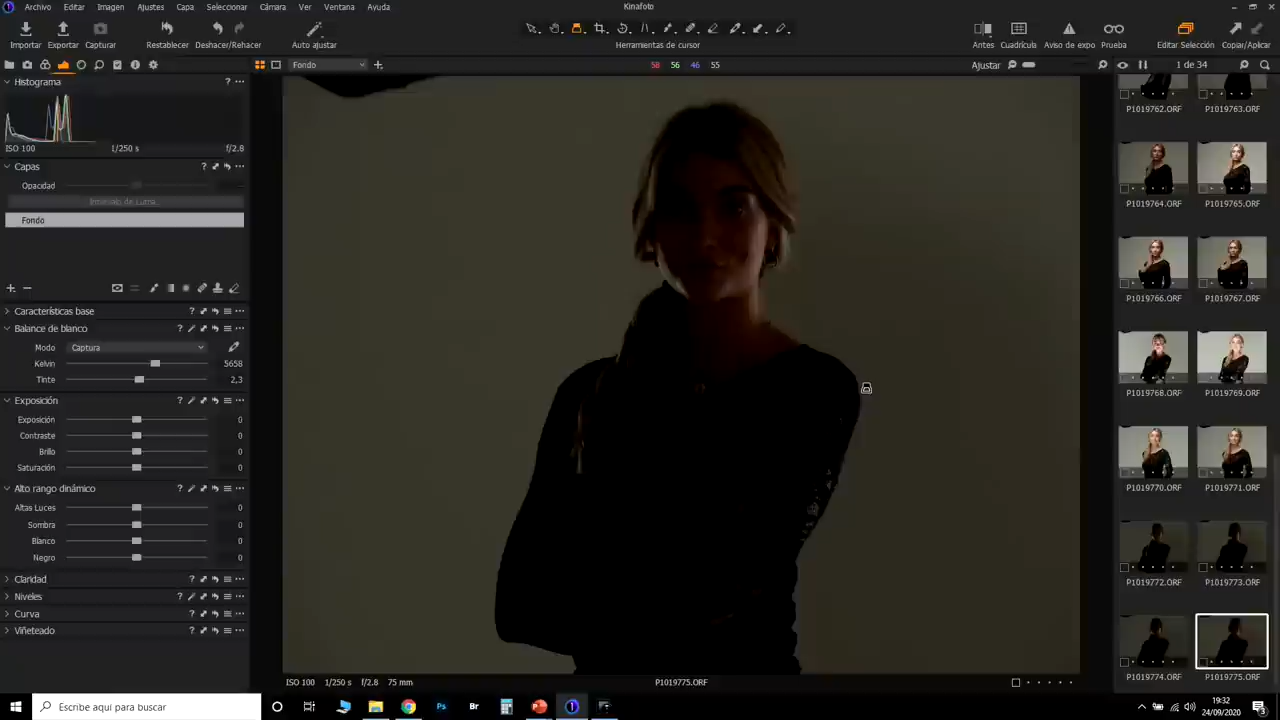 Archivo Editar Imagen Ajustes Capa Seleccionar Cámara Ver Ventana Ayuda
Kinafoto
Importar Exportar Capturar Restablecer Deshacer/Rehacer Auto ajustar
Herramientas de cursor
Antes Cuadrícula Aviso de expo Prueba Editar Selección Copiar/Aplicar
Fondo
58 56 46 55
Ajustar
1 de 34
Histograma
ISO 100 1/250 s f/2.8
Capas
Opacidad
Intervalo de Luma...
Fondo
Características base
Balance de blanco
Modo Captura
Kelvin 5658
Tinte 2,3
Exposición
Exposición 0
Contraste 0
Brillo 0
Saturación 0
Alto rango dinámico
Altas Luces 0
Sombra 0
Blanco 0
Negro 0
Claridad
Niveles
Curva
Viñeteado
ISO 100 1/250 s f/2.8 75 mm
P1019775.ORF
P1019762.ORF P1019763.ORF
P1019764.ORF P1019765.ORF
P1019766.ORF P1019767.ORF
P1019768.ORF P1019769.ORF
P1019770.ORF P1019771.ORF
P1019772.ORF P1019773.ORF
P1019774.ORF P1019775.ORF
Escribe aquí para buscar
Ps
Br
19:32
24/09/2020